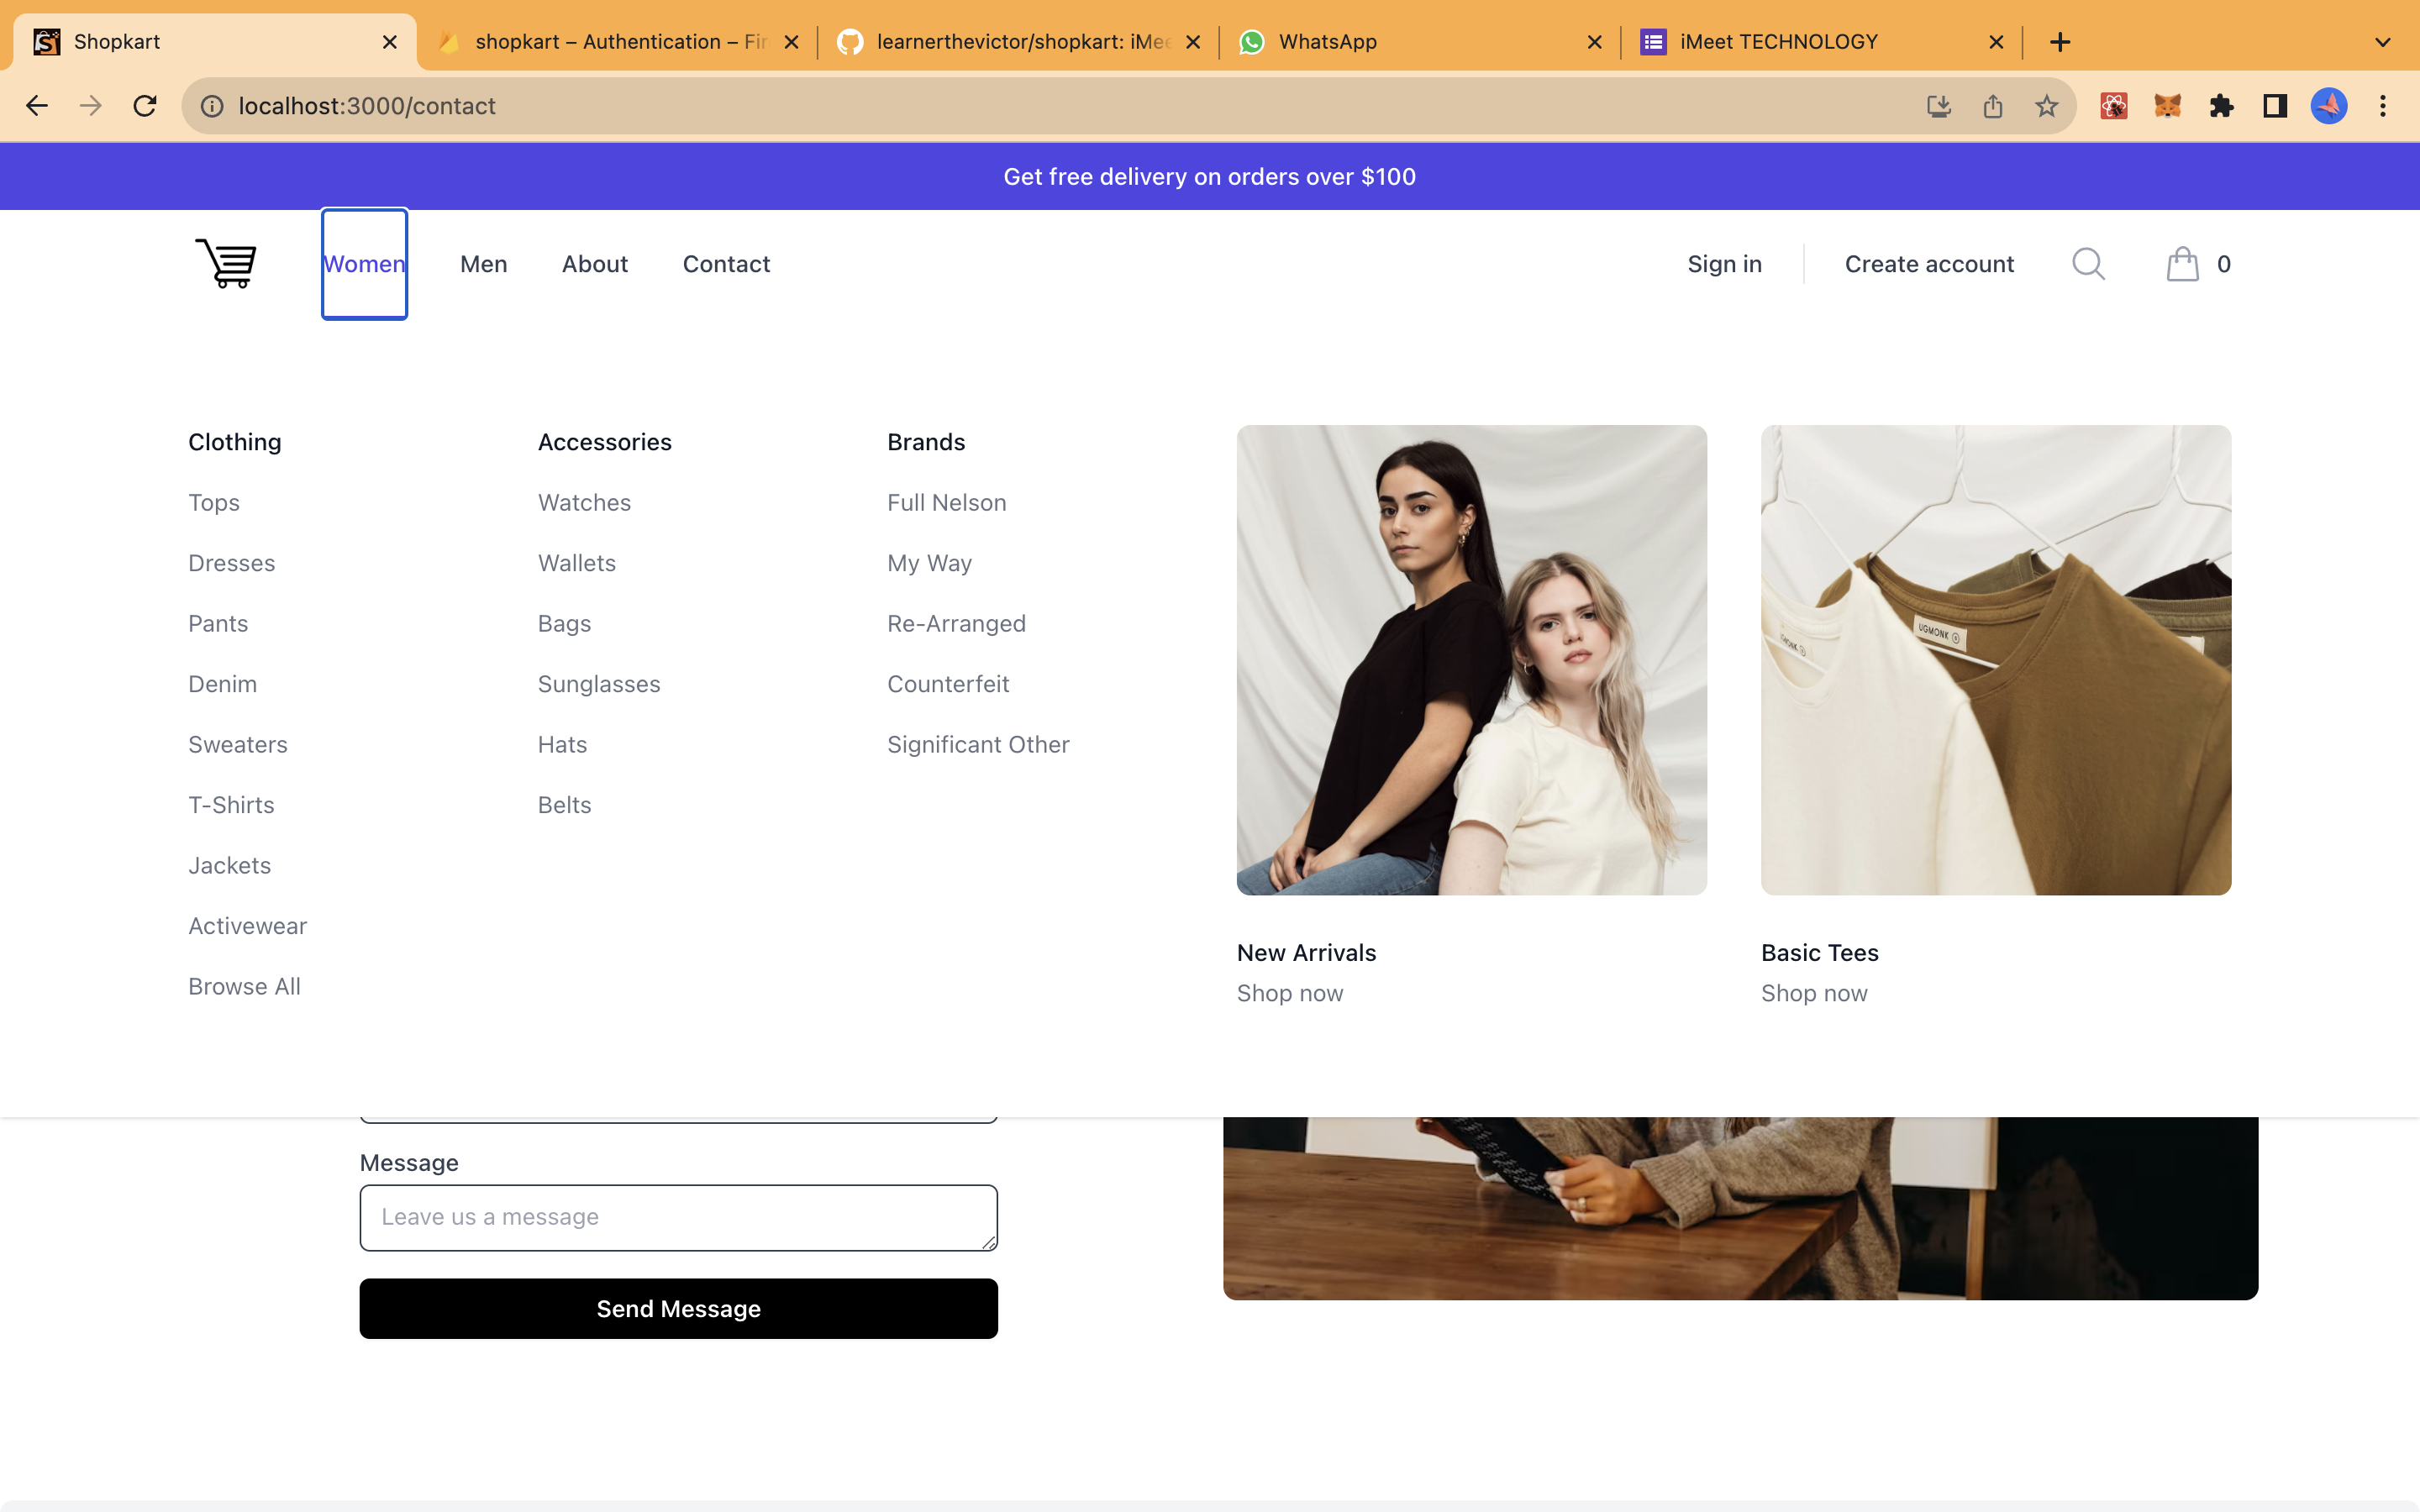 Shopkart
shopkart – Authentication – Fir
learnerthevictor/shopkart: iMee
WhatsApp
iMeet TECHNOLOGY
localhost:3000/contact
Get free delivery on orders over $100
Women
Men
About
Contact
Sign in
Create account
0
Clothing
Tops
Dresses
Pants
Denim
Sweaters
T-Shirts
Jackets
Activewear
Browse All
Accessories
Watches
Wallets
Bags
Sunglasses
Hats
Belts
Brands
Full Nelson
My Way
Re-Arranged
Counterfeit
Significant Other
UGMONK
New Arrivals
Shop now
Basic Tees
Shop now
Message
Leave us a message
Send Message